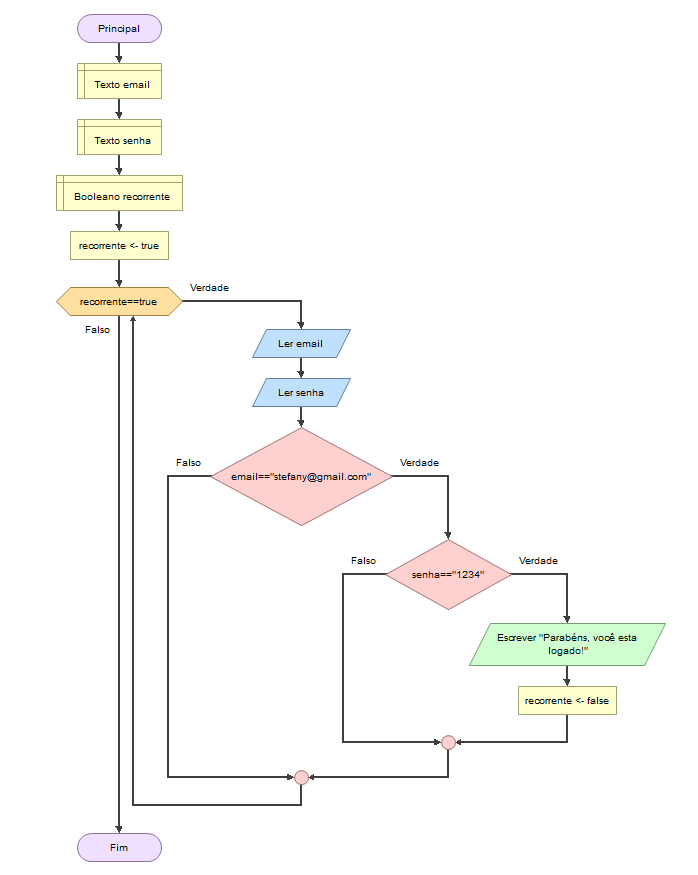 Principal
Texto email
Texto senha
Booleano recorrente
recorrente <- true
recorrente==true
Verdade
Falso
Ler email
Ler senha
email=="stefany@gmail.com"
Falso
Verdade
senha=="1234"
Falso
Verdade
Escrever "Parabéns, você esta
logado!"
recorrente <- false
Fim